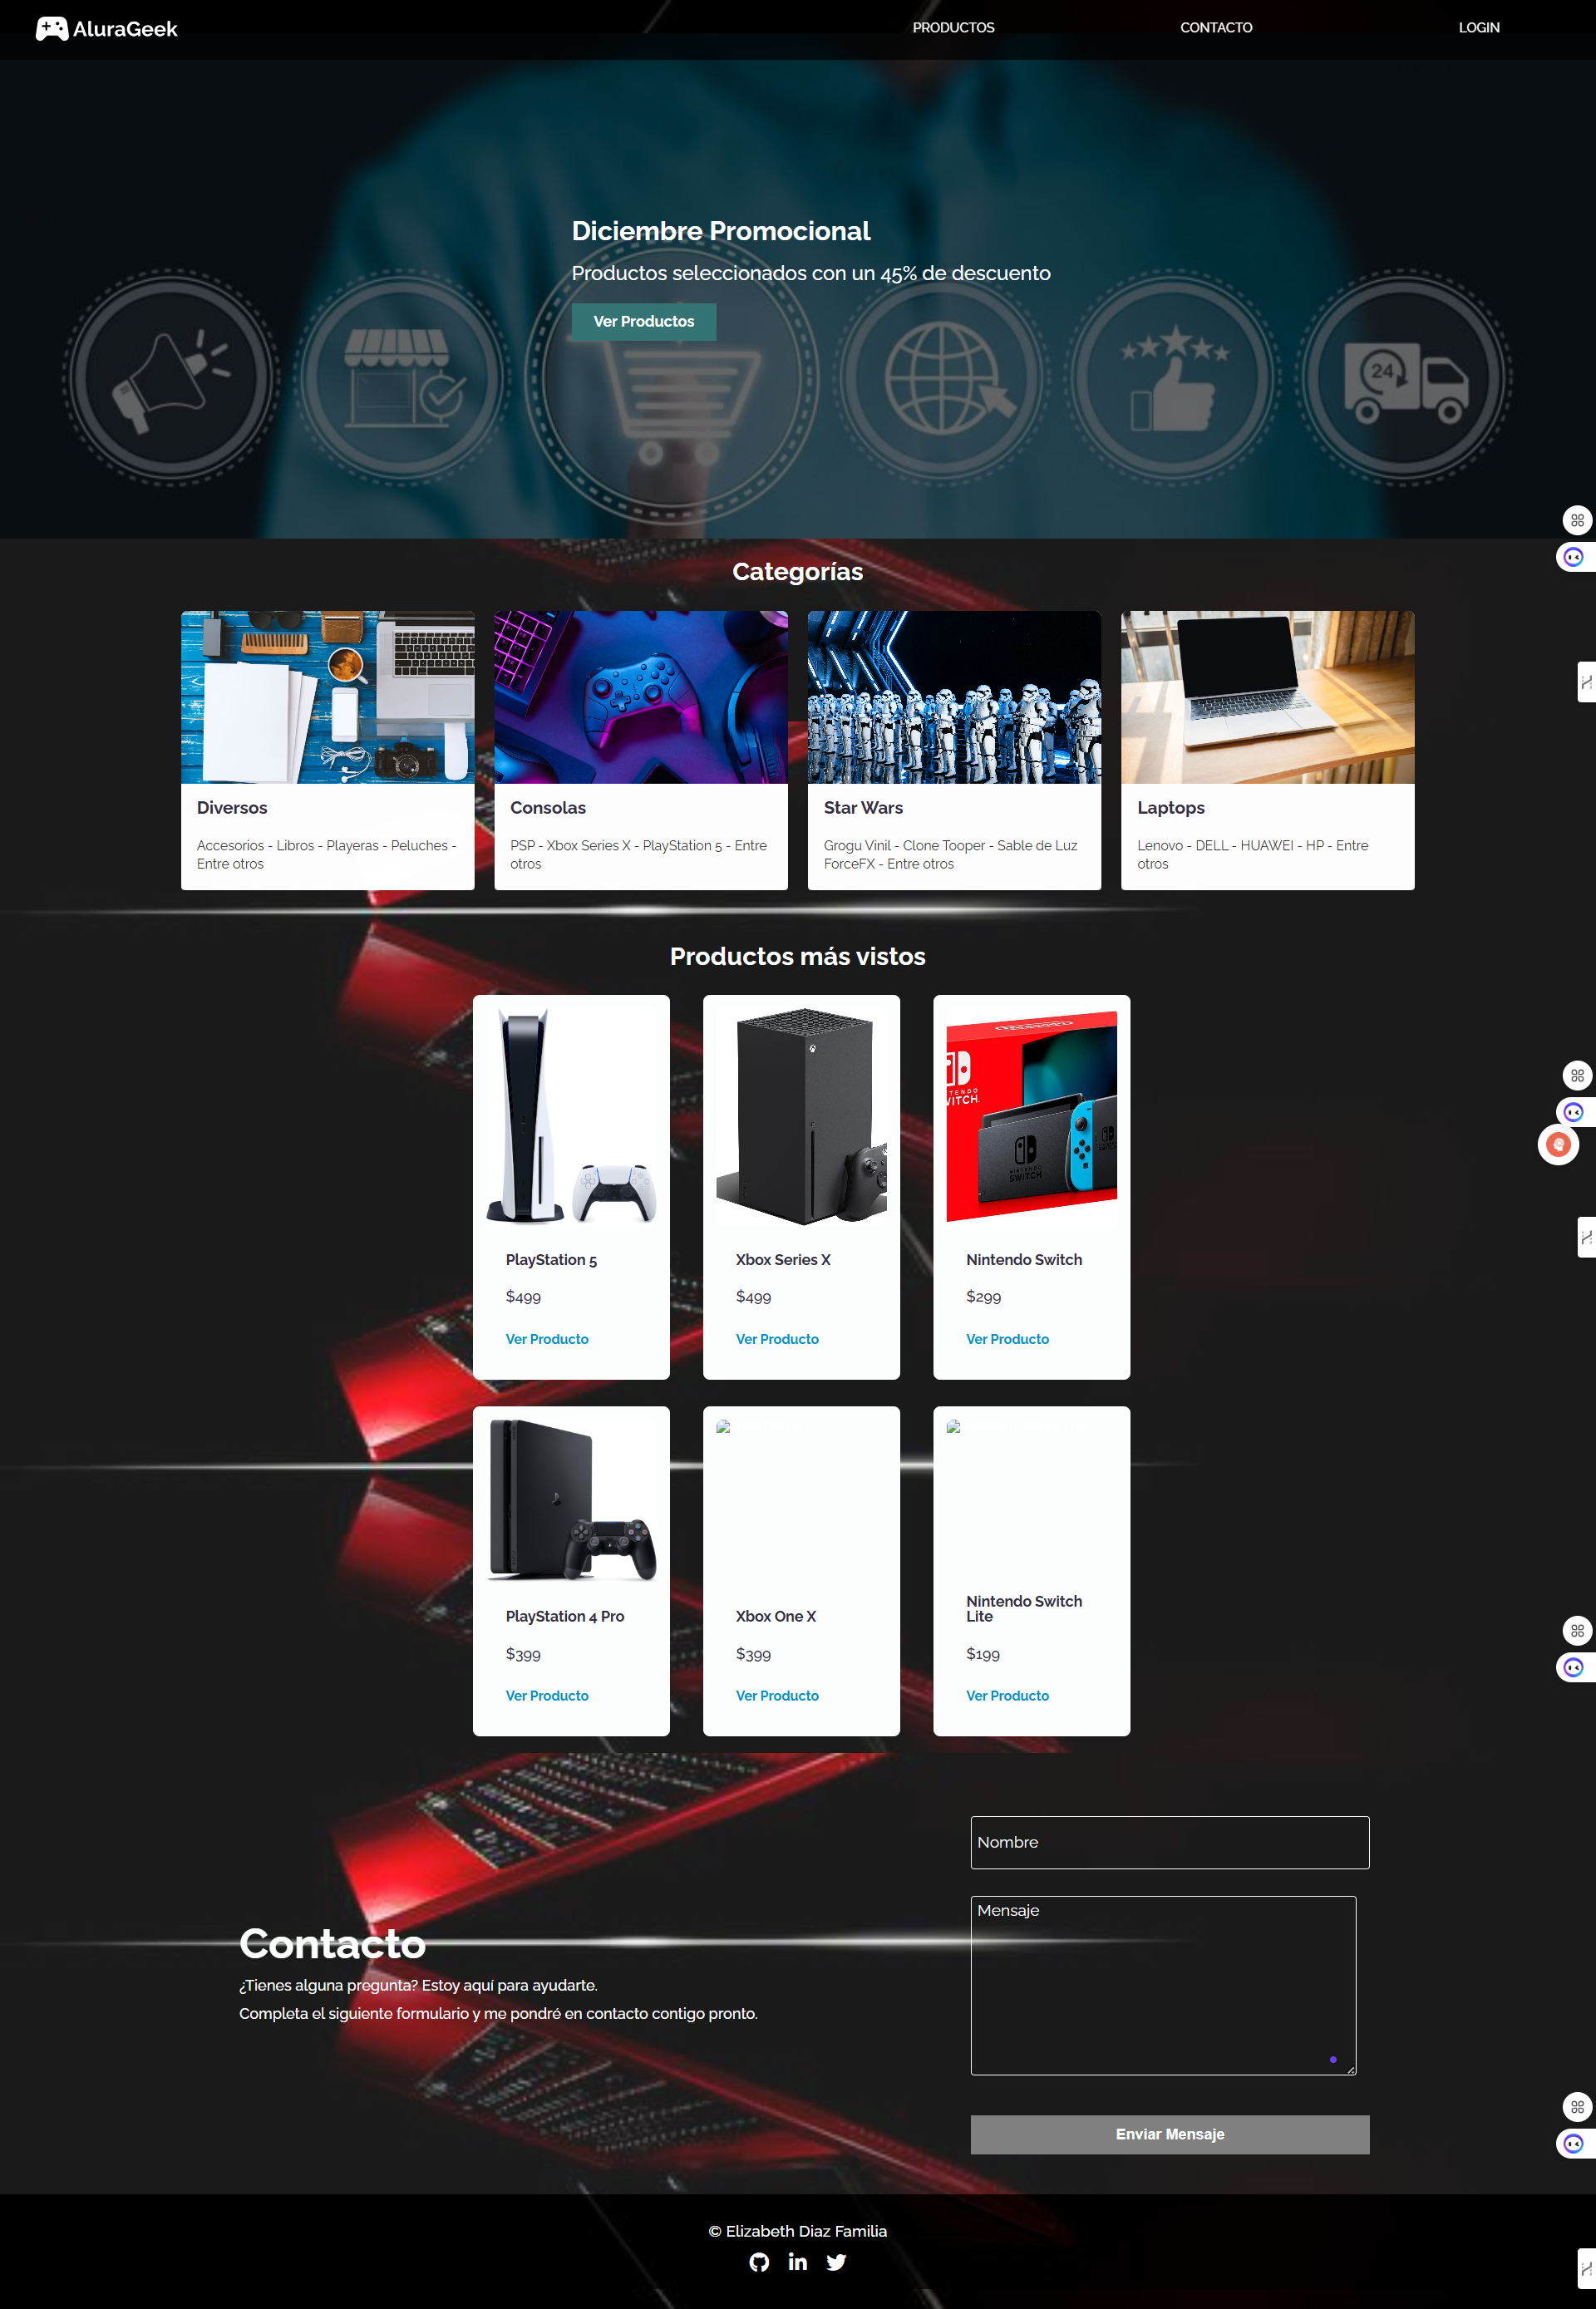 AluraGeek
PRODUCTOS
CONTACTO
LOGIN
Diciembre Promocional
Productos seleccionados con un 45% de descuento
Ver Productos
24
Categorías
Diversos
Accesorios - Libros - Playeras - Peluches -
Entre otros
Consolas
PSP - Xbox Series X - PlayStation 5 - Entre
otros
Star Wars
Grogu Vinil - Clone Tooper - Sable de Luz
ForceFX - Entre otros
Laptops
Lenovo - DELL - HUAWEI - HP - Entre
otros
Productos más vistos
NINTENDO
SWITCH
PlayStation 5
$499
Ver Producto
Xbox Series X
$499
Ver Producto
Nintendo Switch
$299
Ver Producto
PlayStation 4 Pro
$399
Ver Producto
Xbox One X
$399
Ver Producto
Nintendo Switch
Lite
$199
Ver Producto
Contacto
¿Tienes alguna pregunta? Estoy aquí para ayudarte.
Completa el siguiente formulario y me pondré en contacto contigo pronto.
Nombre
Mensaje
Enviar Mensaje
© Elizabeth Diaz Familia